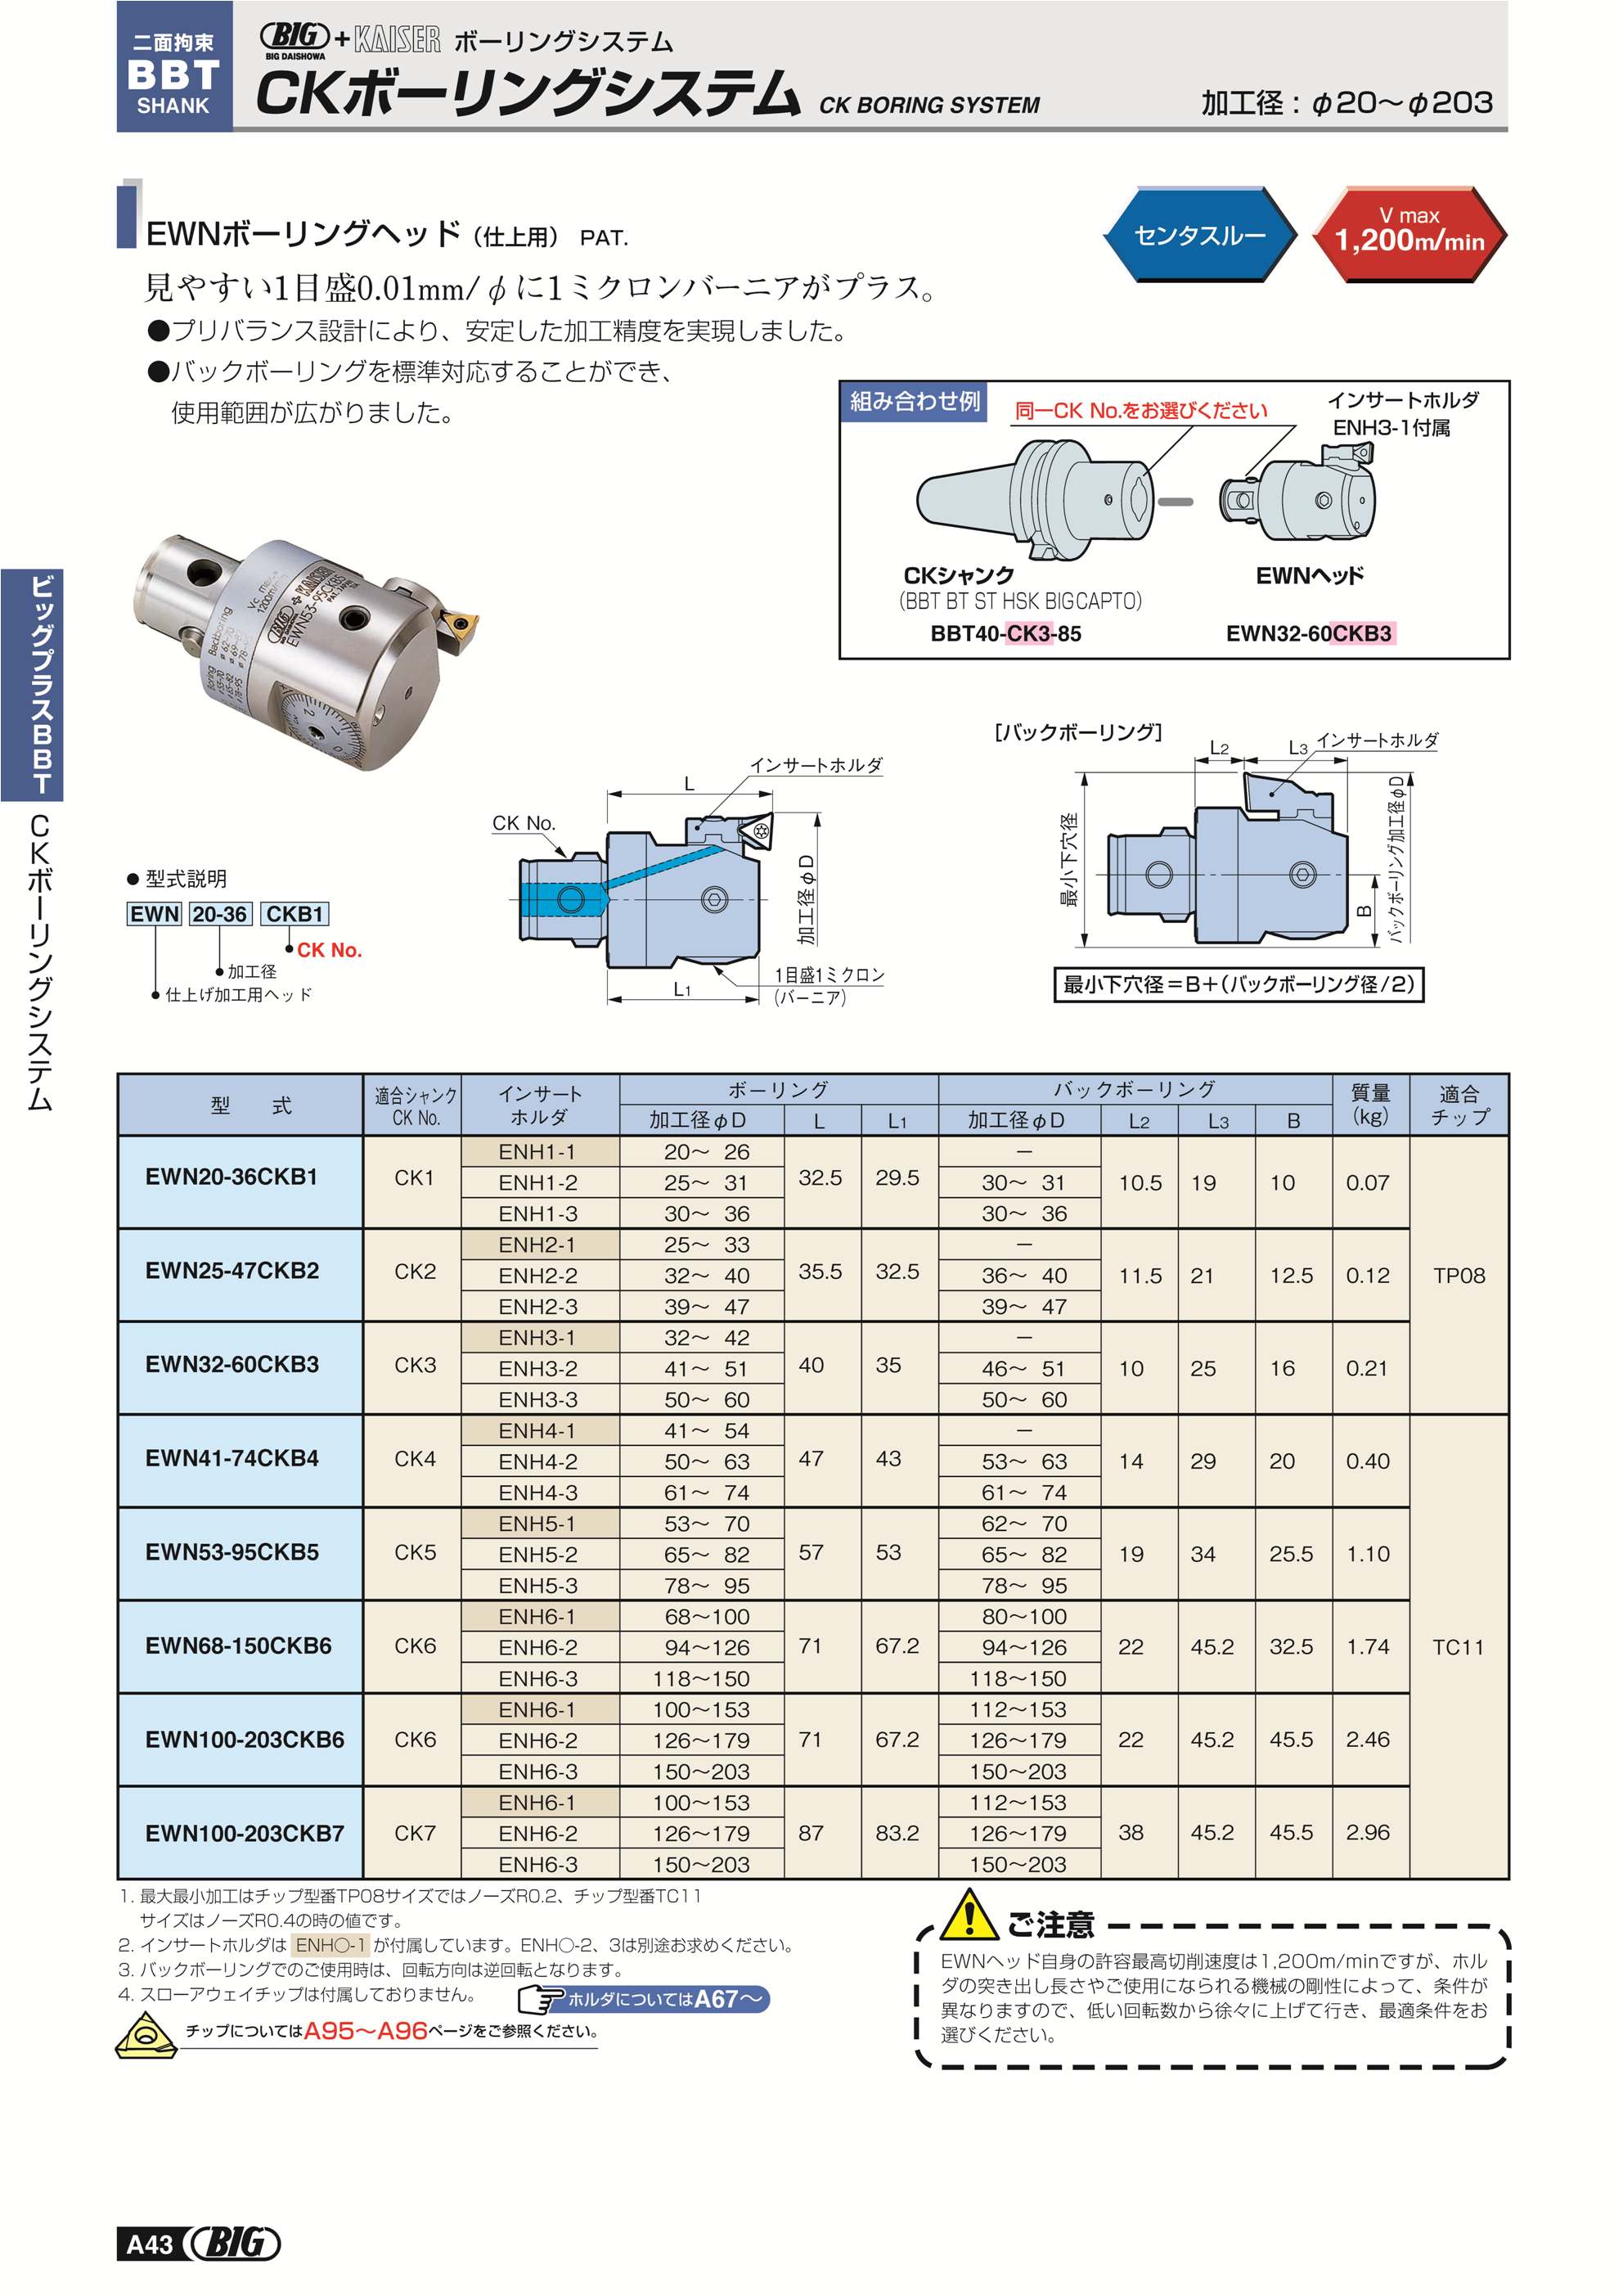 二面拘束
BBT
SHANK
BIG + KAISER ボーリングシステム
BIG DAISHOWA
CKボーリングシステム CK BORING SYSTEM 加工径：φ20〜φ203
EWNボーリングヘッド（仕上用） PAT.
センタスルー
V max
1,200m/min
見やすい1目盛0.01mm/φに1ミクロンバーニアがプラス。
●プリバランス設計により、安定した加工精度を実現しました。
●バックボーリングを標準対応することができ、
使用範囲が広がりました。
組み合わせ例
同一CK No.をお選びください
インサートホルダ
ENH3-1付属
CKシャンク
(BBT BT ST HSK BIGCAPTO)
BBT40-CK3-85
EWNヘッド
EWN32-60CKB3
Backboring
Vc max.
1200m/min
BIG + KAISER
EWN53-95CKB5
ビッグプラスBBT
CKボーリングシステム
● 型式説明
EWN 20-36 CKB1
CK No.
加工径
仕上げ加工用ヘッド
L
インサートホルダ
CK No.
加工径φD
L1
1目盛1ミクロン
(バーニア)
［バックボーリング］
L2
L3
インサートホルダ
最小下穴径
B
バックボーリング加工径φD
最小下穴径＝B＋(バックボーリング径/2)
型　式 適合シャンク CK No. インサートホルダ ボーリング バックボーリング 質量(kg) 適合チップ
加工径φD L L1 加工径φD L2 L3 B
EWN20-36CKB1 CK1 ENH1-1 20〜 26 32.5 29.5 − 10.5 19 10 0.07 TP08
ENH1-2 25〜 31 30〜 31
ENH1-3 30〜 36 30〜 36
EWN25-47CKB2 CK2 ENH2-1 25〜 33 35.5 32.5 − 11.5 21 12.5 0.12
ENH2-2 32〜 40 36〜 40
ENH2-3 39〜 47 39〜 47
EWN32-60CKB3 CK3 ENH3-1 32〜 42 40 35 − 10 25 16 0.21
ENH3-2 41〜 51 46〜 51
ENH3-3 50〜 60 50〜 60
EWN41-74CKB4 CK4 ENH4-1 41〜 54 47 43 − 14 29 20 0.40 TC11
ENH4-2 50〜 63 53〜 63
ENH4-3 61〜 74 61〜 74
EWN53-95CKB5 CK5 ENH5-1 53〜 70 57 53 62〜 70 19 34 25.5 1.10
ENH5-2 65〜 82 65〜 82
ENH5-3 78〜 95 78〜 95
EWN68-150CKB6 CK6 ENH6-1 68〜100 71 67.2 80〜100 22 45.2 32.5 1.74
ENH6-2 94〜126 94〜126
ENH6-3 118〜150 118〜150
EWN100-203CKB6 CK6 ENH6-1 100〜153 71 67.2 112〜153 22 45.2 45.5 2.46
ENH6-2 126〜179 126〜179
ENH6-3 150〜203 150〜203
EWN100-203CKB7 CK7 ENH6-1 100〜153 87 83.2 112〜153 38 45.2 45.5 2.96
ENH6-2 126〜179 126〜179
ENH6-3 150〜203 150〜203
1. 最大最小加工はチップ型番TP08サイズではノーズR0.2、チップ型番TC11
サイズはノーズR0.4の時の値です。
2. インサートホルダは ENH○-1 が付属しています。ENH○-2、3は別途お求めください。
3. バックボーリングでのご使用時は、回転方向は逆回転となります。
4. スローアウェイチップは付属しておりません。
ホルダについてはA67〜
チップについてはA95〜A96ページをご参照ください。
ご注意
EWNヘッド自身の許容最高切削速度は1,200m/minですが、ホル
ダの突き出し長さやご使用になられる機械の剛性によって、条件が
異なりますので、低い回転数から徐々に上げて行き、最適条件をお
選びください。
A43 BIG